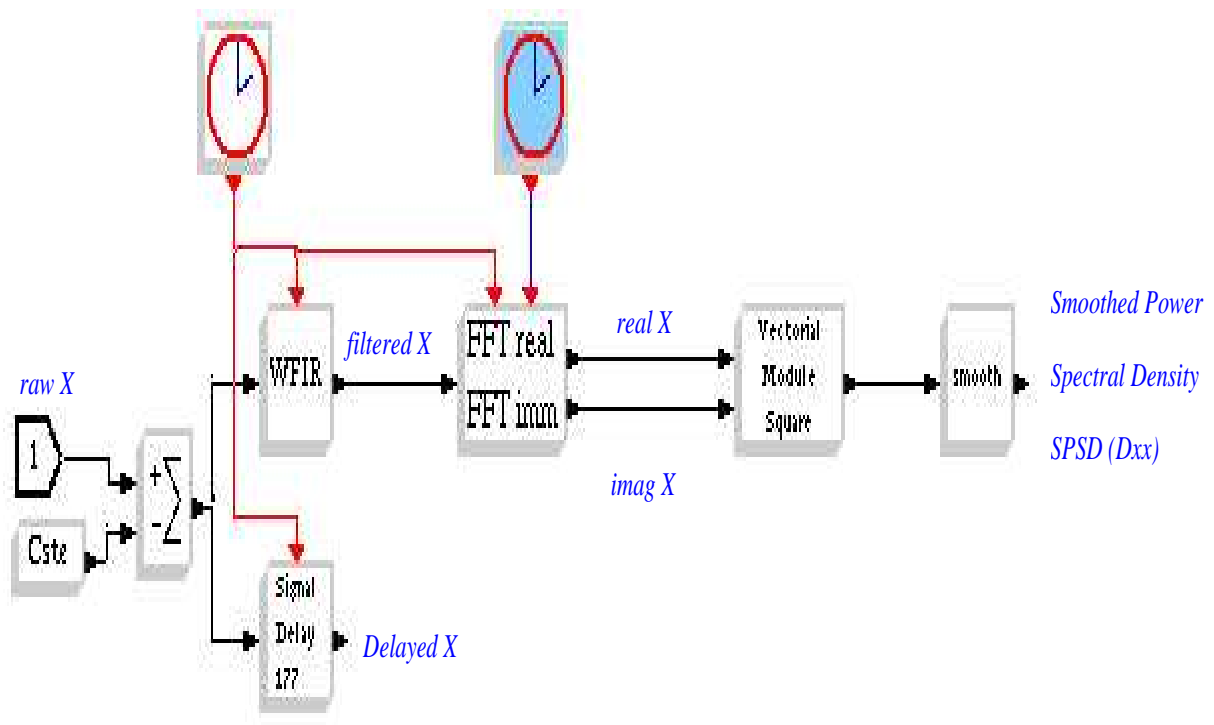 raw X
1
Cste
+
-
Σ
WFIR
filtered X
FFT real
FFT imm
real X
imag X
Vectorial
Module
Square
smooth
Smoothed Power
Spectral Density
SPSD (Dxx)
Signal
Delay
177
Delayed X